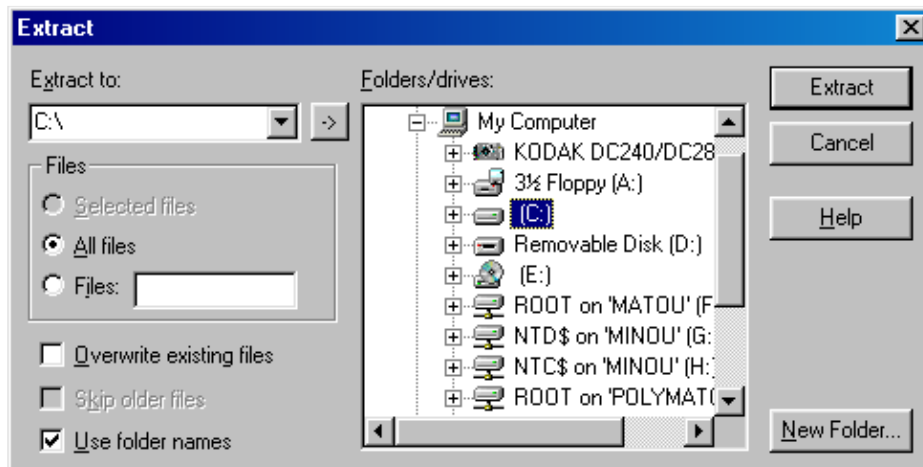 Extract
Extract to:
C:\
->
Files
Selected files
All files
Files:
Overwrite existing files
Skip older files
Use folder names
Folders/drives:
My Computer
KODAK DC240/DC28
3½ Floppy (A:)
(C:)
Removable Disk (D:)
(E:)
ROOT on 'MATOU' (F
NTD$ on 'MINOU' (G:
NTC$ on 'MINOU' (H:
ROOT on 'POLYMATO
Extract
Cancel
Help
New Folder...